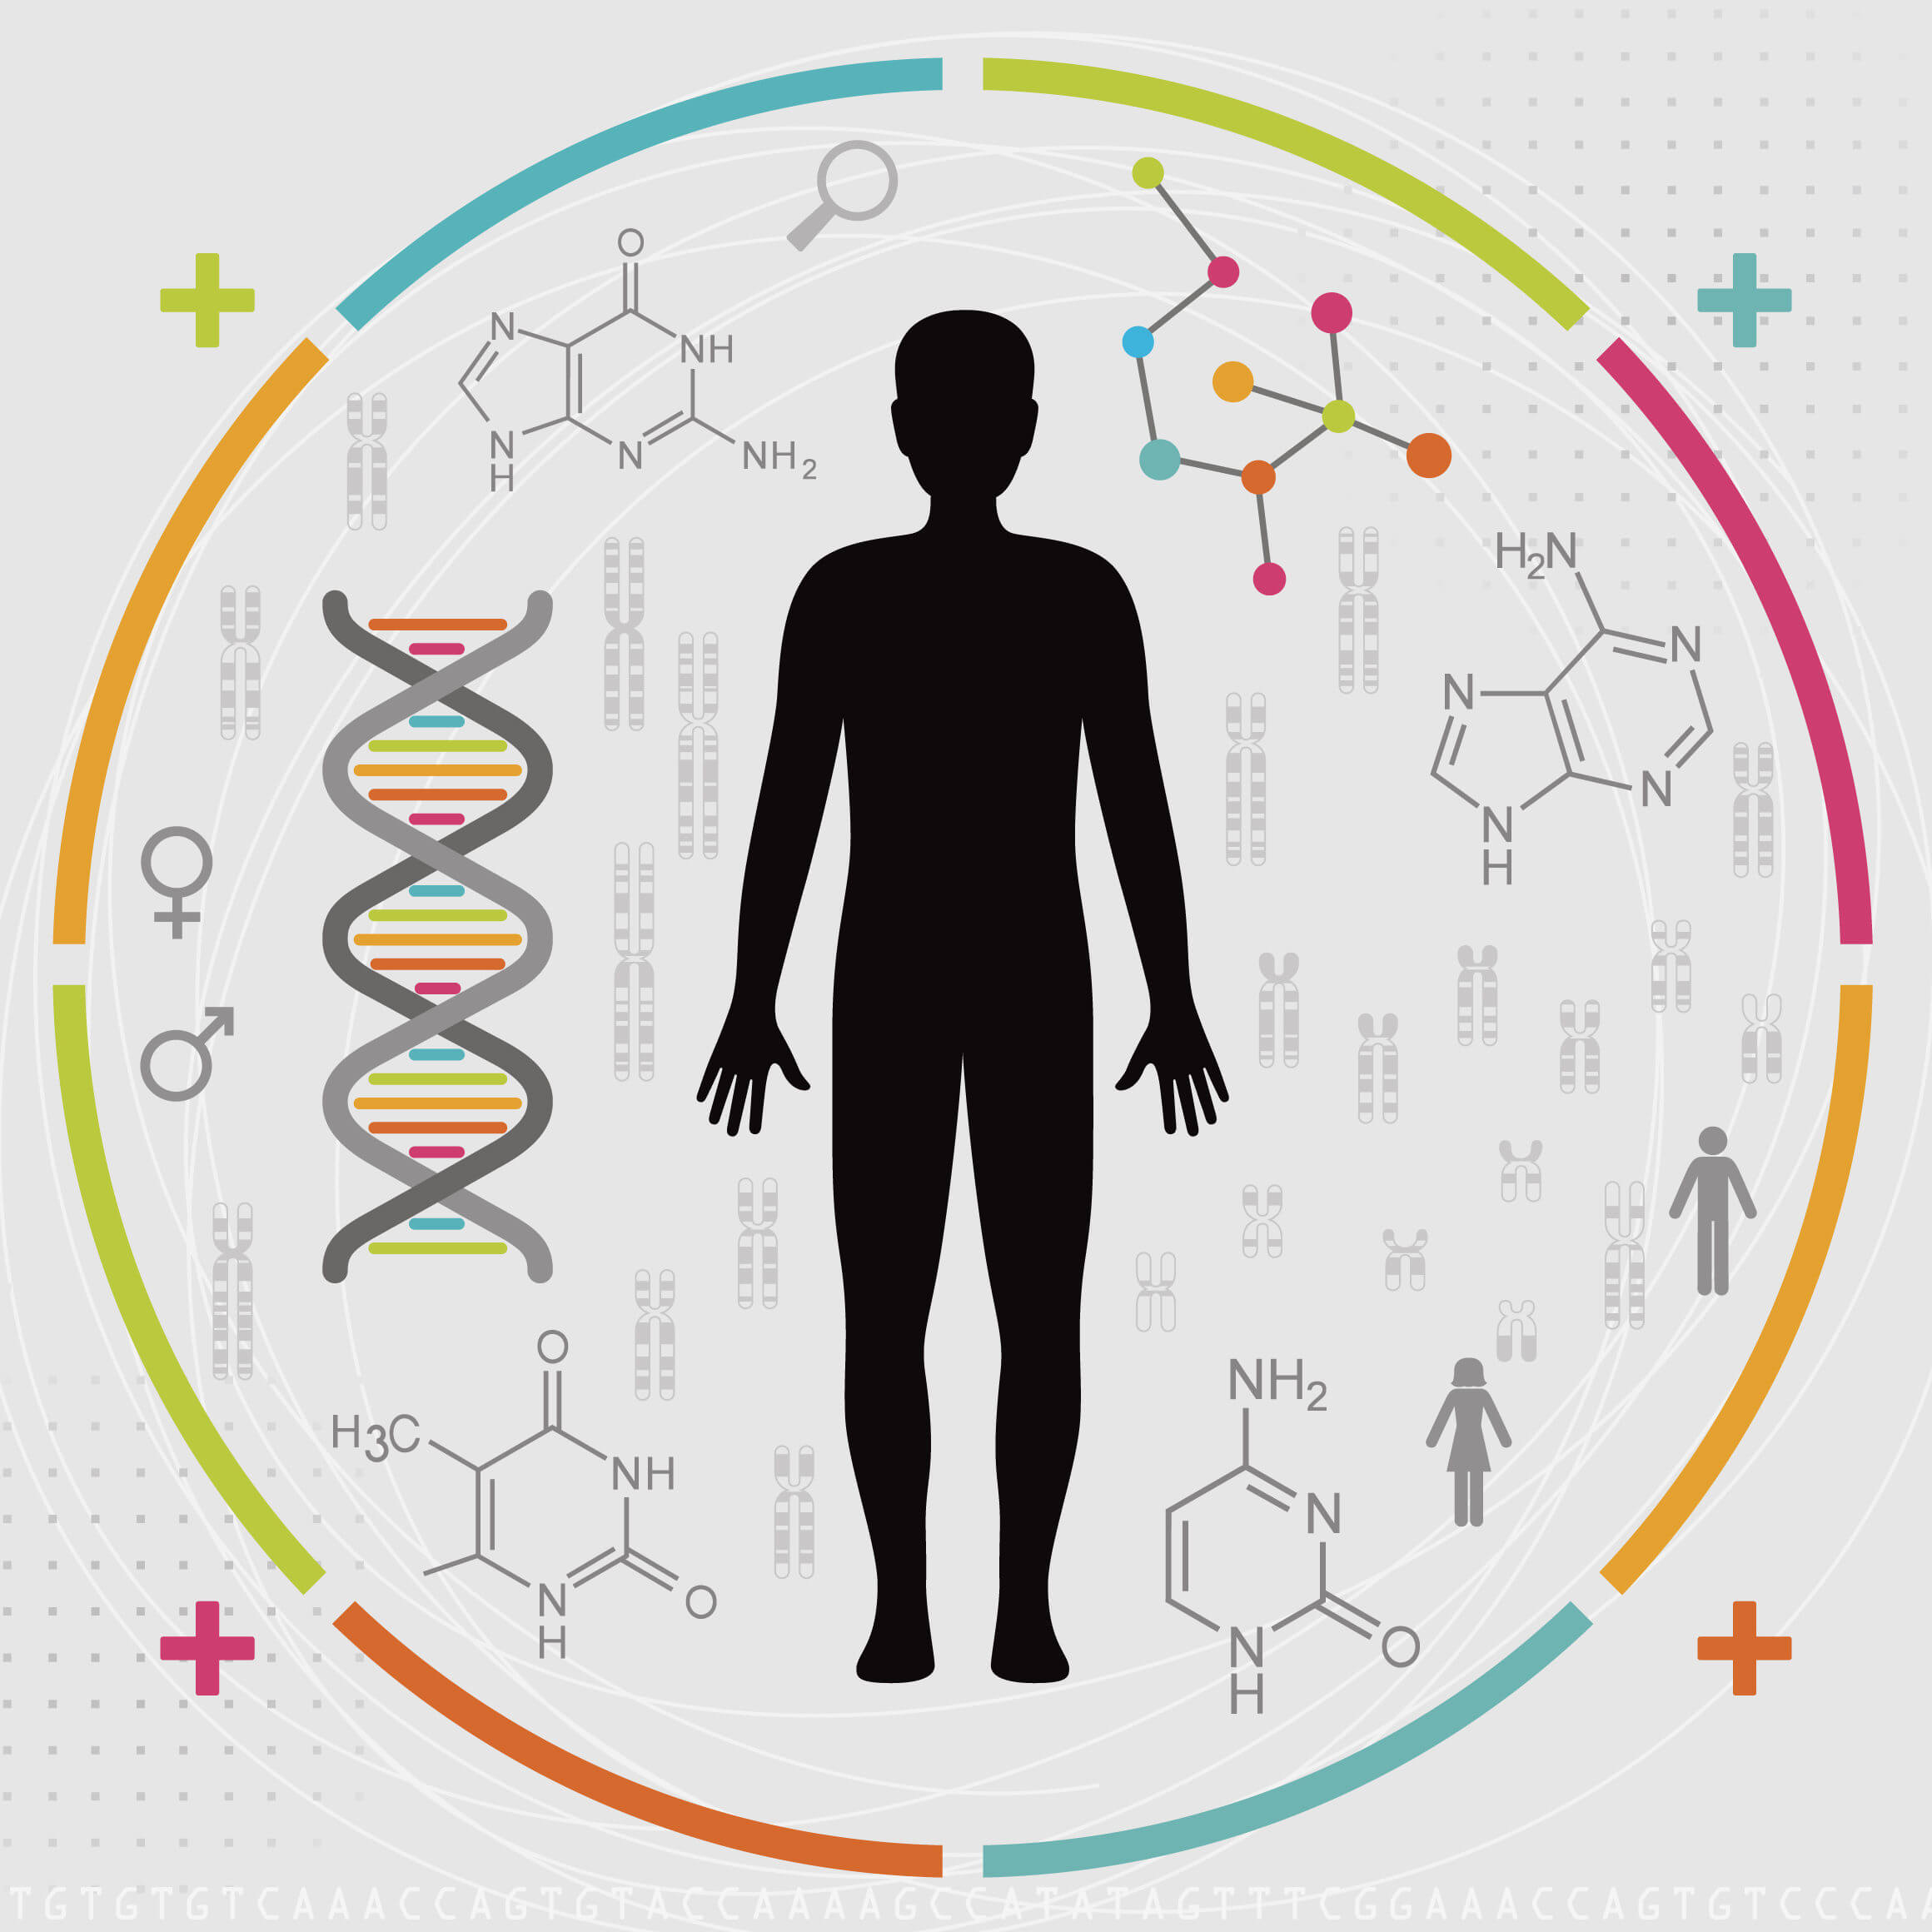 O
N
NH
N
H
N
NH2
H2N
N
N
N
N
H
O
H3C
NH
N
H
O
NH2
N
N
H
O
TGTGTGTCAAACCAGTGTACCAAAAGCCATATAGTTTCGGAAACCAGTGTCCCA